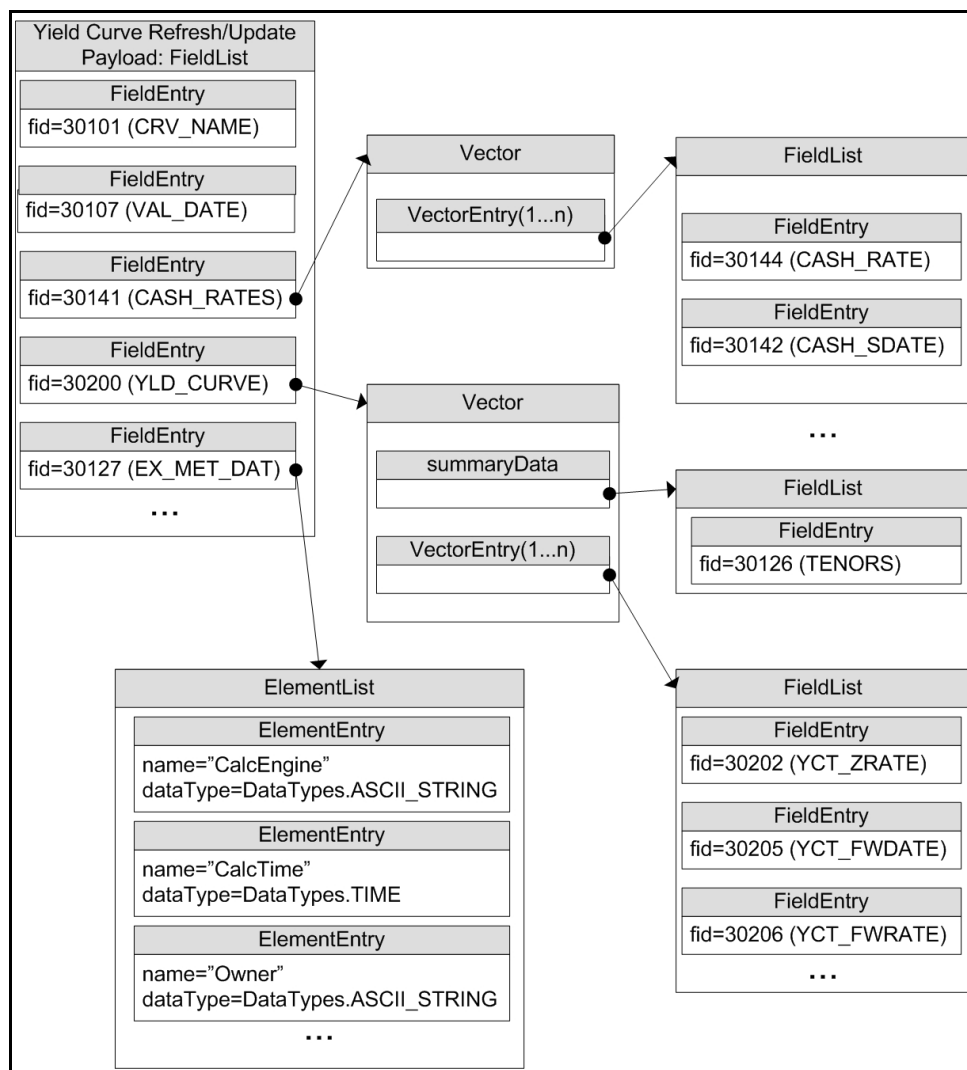 Yield Curve Refresh/Update
Payload: FieldList
FieldEntry
fid=30101 (CRV_NAME)
FieldEntry
fid=30107 (VAL_DATE)
FieldEntry
fid=30141 (CASH_RATES)
FieldEntry
fid=30200 (YLD_CURVE)
FieldEntry
fid=30127 (EX_MET_DAT)
...
Vector
VectorEntry(1...n)
FieldList
FieldEntry
fid=30144 (CASH_RATE)
FieldEntry
fid=30142 (CASH_SDATE)
...
Vector
summaryData
VectorEntry(1...n)
FieldList
FieldEntry
fid=30126 (TENORS)
FieldList
FieldEntry
fid=30202 (YCT_ZRATE)
FieldEntry
fid=30205 (YCT_FWDATE)
FieldEntry
fid=30206 (YCT_FWRATE)
...
ElementList
ElementEntry
name=”CalcEngine”
dataType=DataTypes.ASCII_STRING
ElementEntry
name=”CalcTime”
dataType=DataTypes.TIME
ElementEntry
name=”Owner”
dataType=DataTypes.ASCII_STRING
...